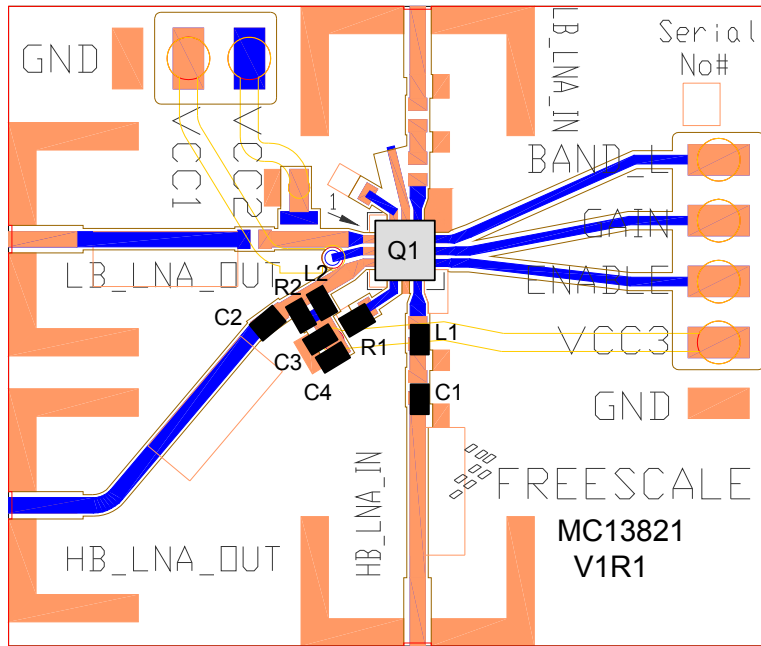 GND
VCC1
VCC2
LB_LNA_IN
Serial
No#
BAND_L
GAIN
ENABLE
VCC3
GND
1
Q1
LB_LNA_OUT
L2
R2
C2
C3
C4
R1
L1
C1
HB_LNA_IN
HB_LNA_OUT
FREESCALE
MC13821
V1R1